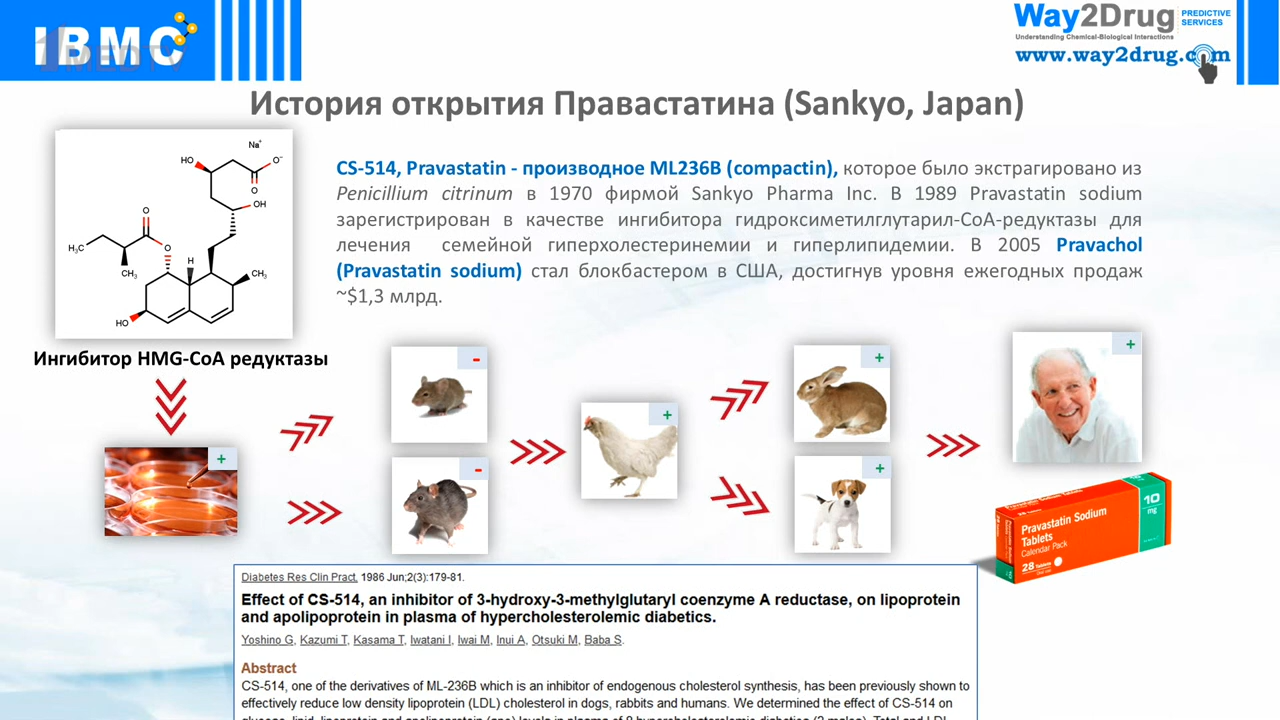 IBMC
1MEDTV
Way2Drug PREDICTIVE SERVICES
Understanding Chemical-Biological Interactions
www.way2drug.com
История открытия Правастатина (Sankyo, Japan)
Na+
HO
O-
O
OH
O
H3C
O
CH3
H
CH3
HO
CS-514, Pravastatin - производное ML236B (compactin), которое было экстрагировано из
Penicillium citrinum в 1970 фирмой Sankyo Pharma Inc. В 1989 Pravastatin sodium
зарегистрирован в качестве ингибитора гидроксиметилглутарил-CoA-редуктазы для
лечения семейной гиперхолестеринемии и гиперлипидемии. В 2005 Pravachol
(Pravastatin sodium) стал блокбастером в США, достигнув уровня ежегодных продаж
~$1,3 млрд.
Ингибитор HMG-CoA редуктазы
+
-
-
+
+
+
+
Pravastatin Sodium
Tablets
Calendar Pack
28 Tablets
10
mg
Diabetes Res Clin Pract. 1986 Jun;2(3):179-81.
Effect of CS-514, an inhibitor of 3-hydroxy-3-methylglutaryl coenzyme A reductase, on lipoprotein
and apolipoprotein in plasma of hypercholesterolemic diabetics.
Yoshino G, Kazumi T, Kasama T, Iwatani I, Iwai M, Inui A, Otsuki M, Baba S.
Abstract
CS-514, one of the derivatives of ML-236B which is an inhibitor of endogenous cholesterol synthesis, has been previously shown to
effectively reduce low density lipoprotein (LDL) cholesterol in dogs, rabbits and humans. We determined the effect of CS-514 on